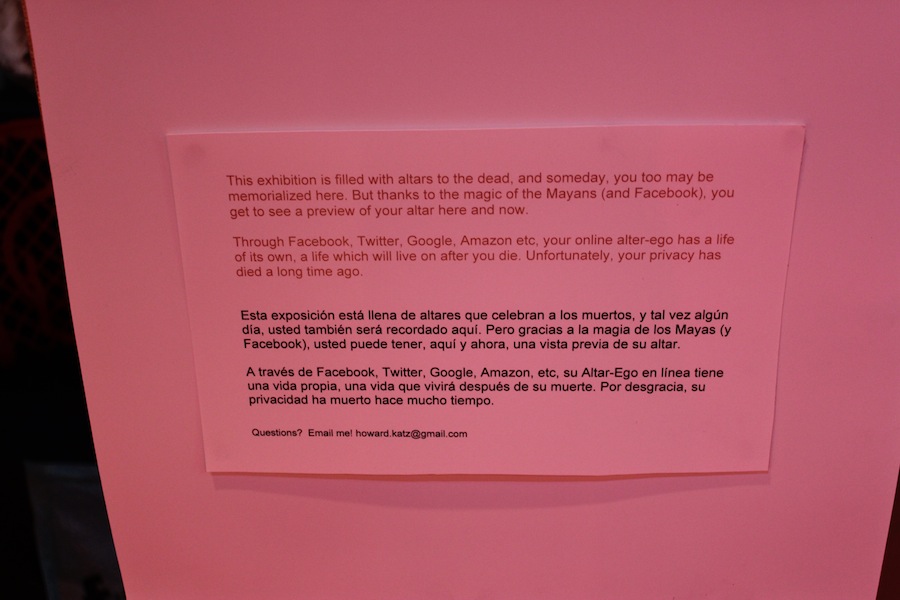 This exhibition is filled with altars to the dead, and someday, you too may be
memorialized here. But thanks to the magic of the Mayans (and Facebook), you
get to see a preview of your altar here and now.
Through Facebook, Twitter, Google, Amazon etc, your online alter-ego has a life
of its own, a life which will live on after you die. Unfortunately, your privacy has
died a long time ago.
Esta exposición está llena de altares que celebran a los muertos, y tal vez algún
día, usted también será recordado aquí. Pero gracias a la magia de los Mayas (y
Facebook), usted puede tener, aquí y ahora, una vista previa de su altar.
A través de Facebook, Twitter, Google, Amazon, etc, su Altar-Ego en línea tiene
una vida propia, una vida que vivirá después de su muerte. Por desgracia, su
privacidad ha muerto hace mucho tiempo.
Questions? Email me! howard.katz@gmail.com